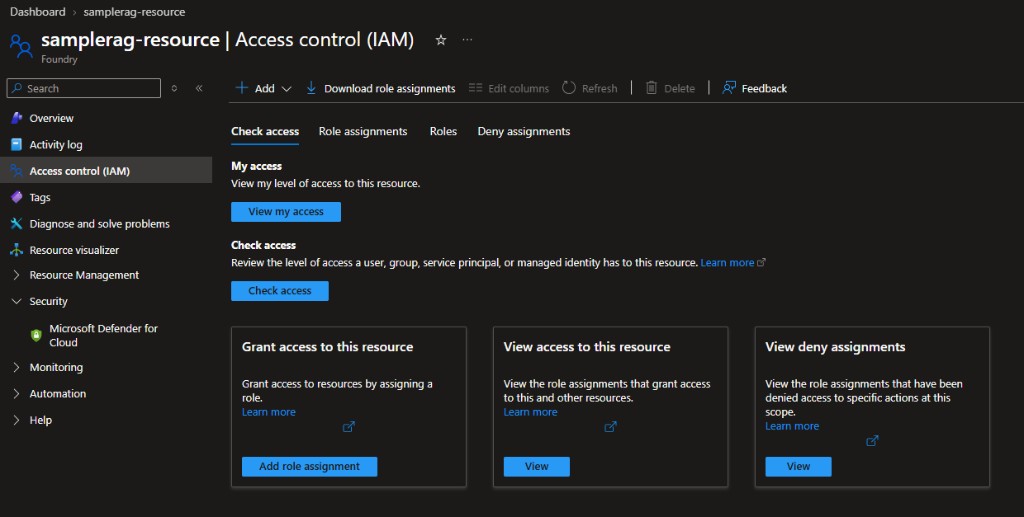 Dashboard > samplerag-resource
samplerag-resource | Access control (IAM)
Foundry
Search
Overview
Activity log
Access control (IAM)
Tags
Diagnose and solve problems
Resource visualizer
Resource Management
Security
Microsoft Defender for
Cloud
Monitoring
Automation
Help
Add
Download role assignments
Edit columns
Refresh
Delete
Feedback
Check access
Role assignments
Roles
Deny assignments
My access
View my level of access to this resource.
View my access
Check access
Review the level of access a user, group, service principal, or managed identity has to this resource. Learn more
Check access
Grant access to this resource
Grant access to resources by assigning a
role.
Learn more
Add role assignment
View access to this resource
View the role assignments that grant access
to this and other resources.
Learn more
View
View deny assignments
View the role assignments that have been
denied access to specific actions at this
scope.
Learn more
View